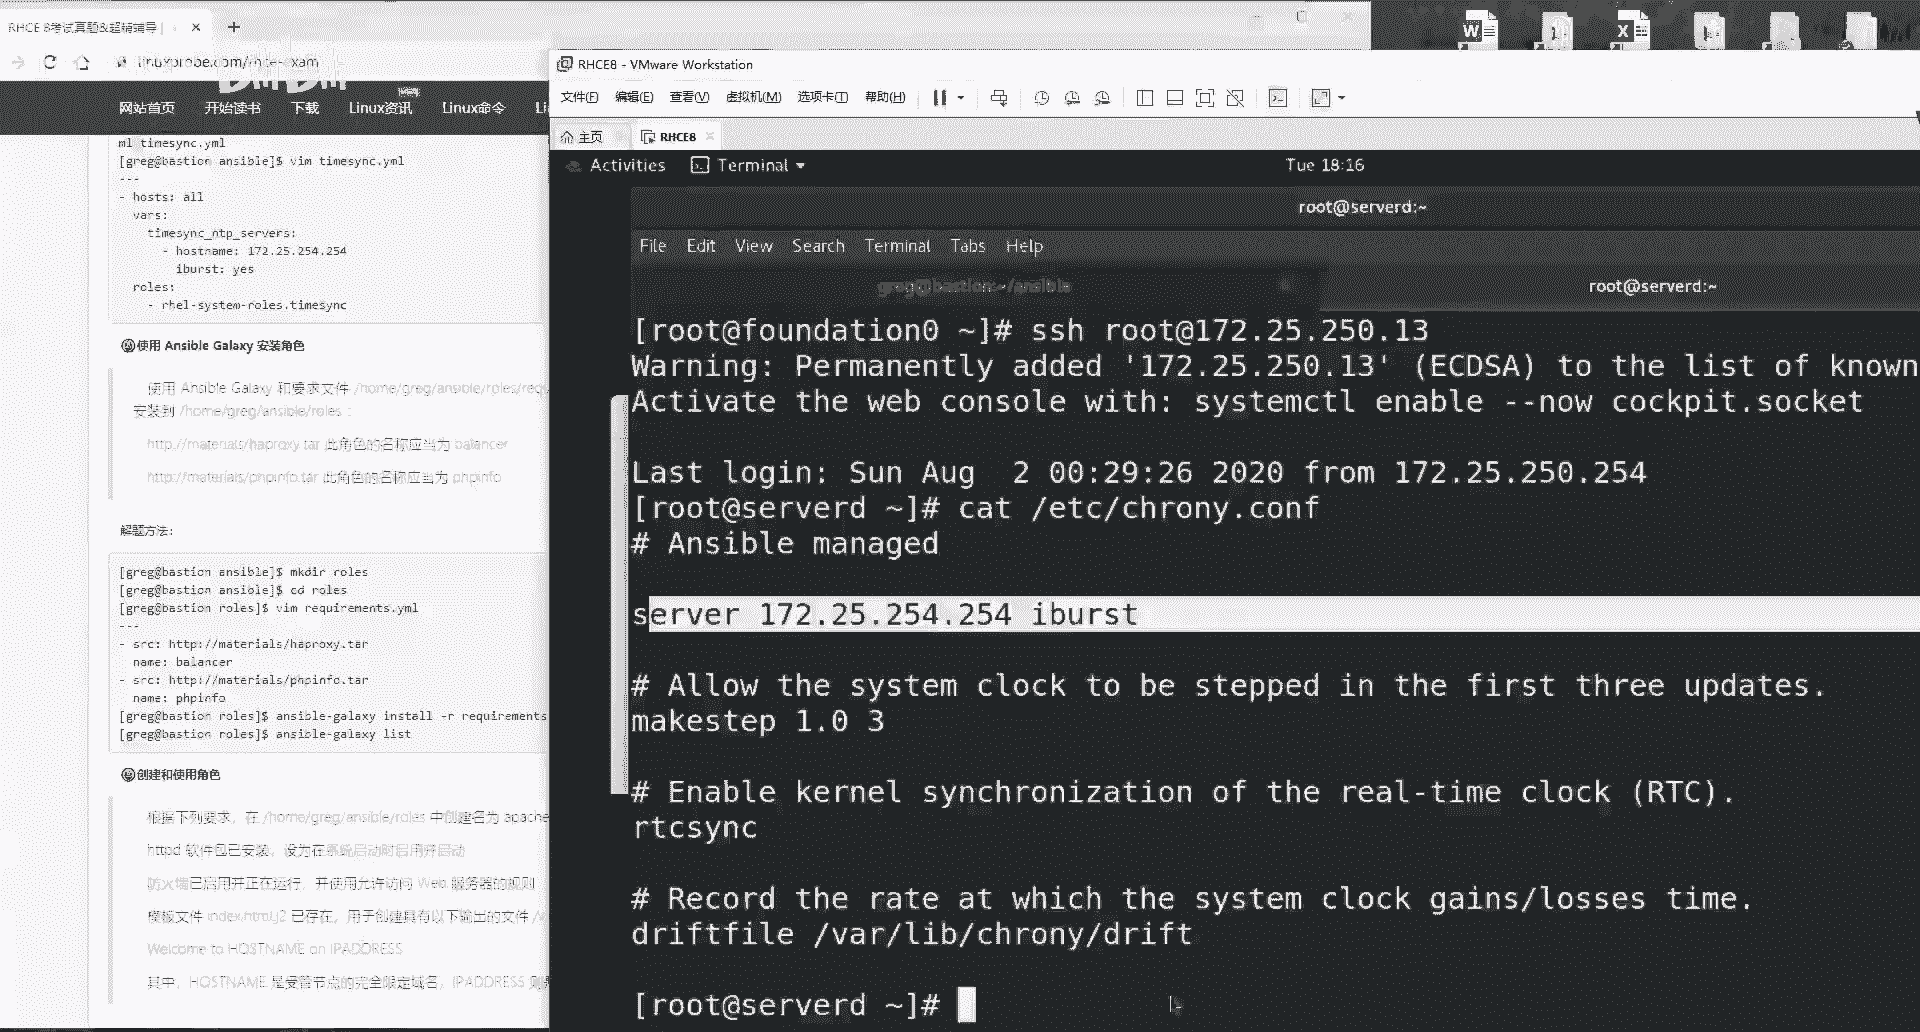 RHCE 8考试真题&超精辅导 |
linuxprobe.com/rhce-exam
网站首页 开始读书 下载 Linux资讯 Linux命令 Li
ml timesync.yml
[greg@bastion ansible]$ vim timesync.yml
---
- hosts: all
vars:
timesync_ntp_servers:
- hostname: 172.25.254.254
iburst: yes
roles:
- rhel-system-roles.timesync
使用 Ansible Galaxy 安装角色
使用 Ansible Galaxy 和要求文件 /home/greg/ansible/roles/requ
安装到 /home/greg/ansible/roles :
http://materials/haproxy.tar 此角色的名称应当为 balancer
http://materials/phpinfo.tar 此角色的名称应当为 phpinfo
解题方法:
[greg@bastion ansible]$ mkdir roles
[greg@bastion ansible]$ cd roles
[greg@bastion roles]$ vim requirements.yml
---
- src: http://materials/haproxy.tar
name: balancer
- src: http://materials/phpinfo.tar
name: phpinfo
[greg@bastion roles]$ ansible-galaxy install -r requirements
[greg@bastion roles]$ ansible-galaxy list
创建和使用角色
根据下列要求，在 /home/greg/ansible/roles 中创建名为 apache
httpd 软件包已安装，设为在系统启动时启用并启动
防火墙已启用并正在运行，并使用允许访问 Web 服务器的规则
模板文件 index.html.j2 已存在，用于创建具有以下输出的文件
Welcome to HOSTNAME on IPADDRESS
其中，HOSTNAME 是受管节点的完全限定域名，IPADDRESS 则
RHCE8 - VMware Workstation
文件(F) 编辑(E) 查看(V) 虚拟机(M) 选项卡(T) 帮助(H)
主页 RHCE8
Activities Terminal Tue 18:16
root@serverd:~
File Edit View Search Terminal Tabs Help
greg@bastion:~/ansible root@serverd:~
[root@foundation0 ~]# ssh root@172.25.250.13
Warning: Permanently added '172.25.250.13' (ECDSA) to the list of known
Activate the web console with: systemctl enable --now cockpit.socket
Last login: Sun Aug  2 00:29:26 2020 from 172.25.250.254
[root@serverd ~]# cat /etc/chrony.conf
# Ansible managed
server 172.25.254.254 iburst
# Allow the system clock to be stepped in the first three updates.
makestep 1.0 3
# Enable kernel synchronization of the real-time clock (RTC).
rtcsync
# Record the rate at which the system clock gains/losses time.
driftfile /var/lib/chrony/drift
[root@serverd ~]#